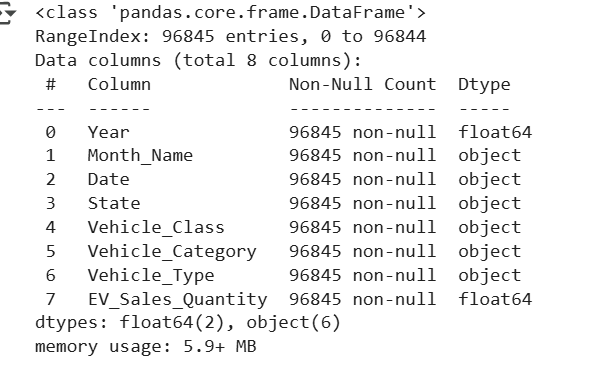 <class 'pandas.core.frame.DataFrame'>
RangeIndex: 96845 entries, 0 to 96844
Data columns (total 8 columns):
 #   Column             Non-Null Count  Dtype
---  ------             --------------  -----
 0   Year               96845 non-null  float64
 1   Month_Name         96845 non-null  object
 2   Date               96845 non-null  object
 3   State              96845 non-null  object
 4   Vehicle_Class      96845 non-null  object
 5   Vehicle_Category   96845 non-null  object
 6   Vehicle_Type       96845 non-null  object
 7   EV_Sales_Quantity  96845 non-null  float64
dtypes: float64(2), object(6)
memory usage: 5.9+ MB